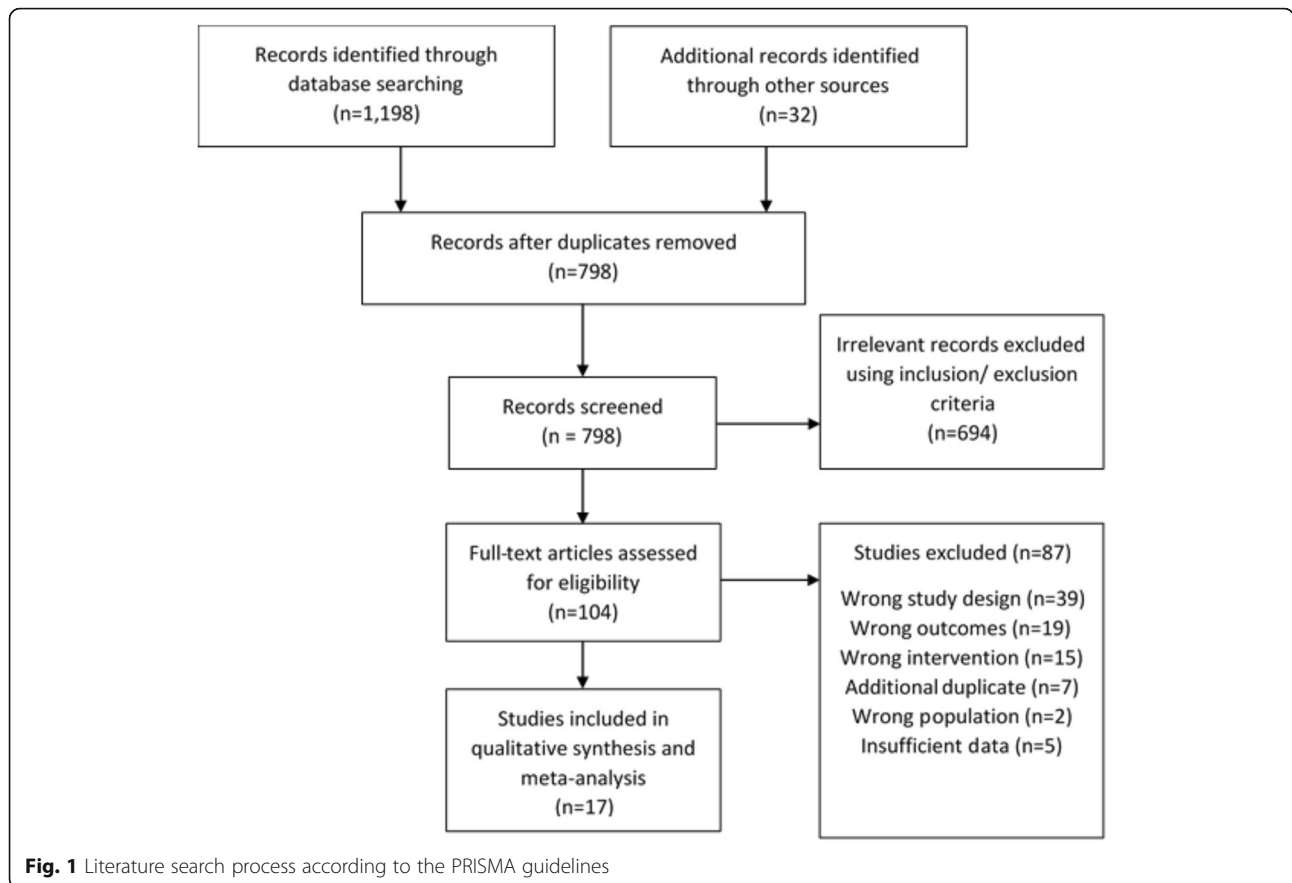 Records identified through
database searching
(n=1,198)
Additional records identified
through other sources
(n=32)
Records after duplicates removed
(n=798)
Records screened
(n = 798)
Irrelevant records excluded
using inclusion/ exclusion
criteria
(n=694)
Full-text articles assessed
for eligibility
(n=104)
Studies excluded (n=87)
Wrong study design (n=39)
Wrong outcomes (n=19)
Wrong intervention (n=15)
Additional duplicate (n=7)
Wrong population (n=2)
Insufficient data (n=5)
Studies included in
qualitative synthesis and
meta-analysis
(n=17)
Fig. 1 Literature search process according to the PRISMA guidelines